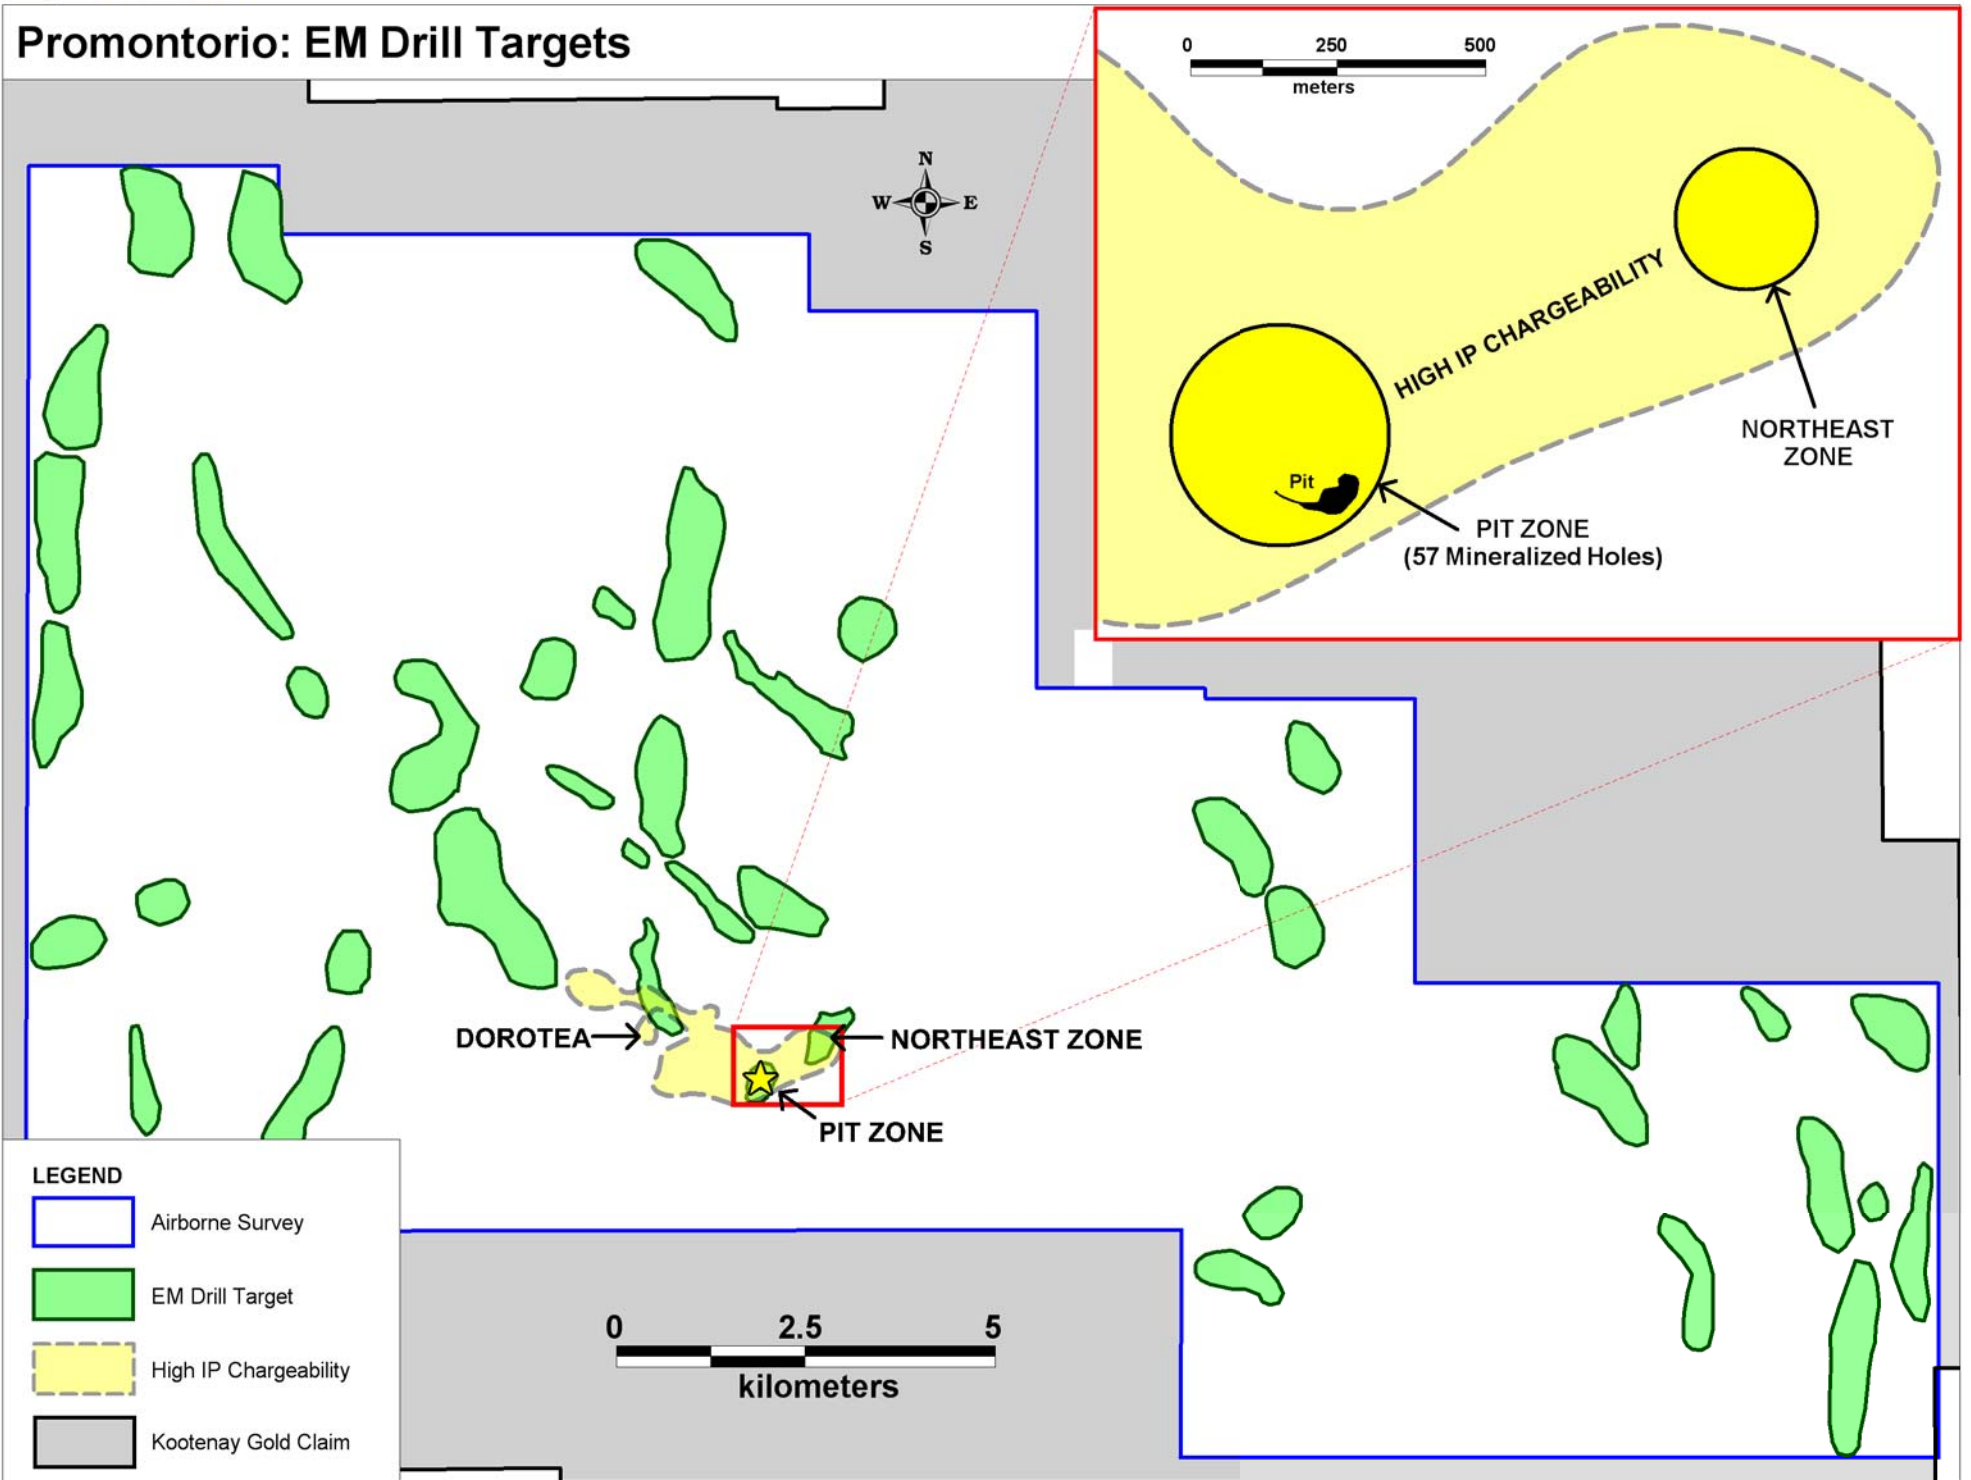 Promontorio: EM Drill Targets
0 250 500
meters
N
W E
S
HIGH IP CHARGEABILITY
NORTHEAST
ZONE
Pit
PIT ZONE
(57 Mineralized Holes)
DOROTEA
NORTHEAST ZONE
PIT ZONE
LEGEND
Airborne Survey
EM Drill Target
High IP Chargeability
Kootenay Gold Claim
0 2.5 5
kilometers